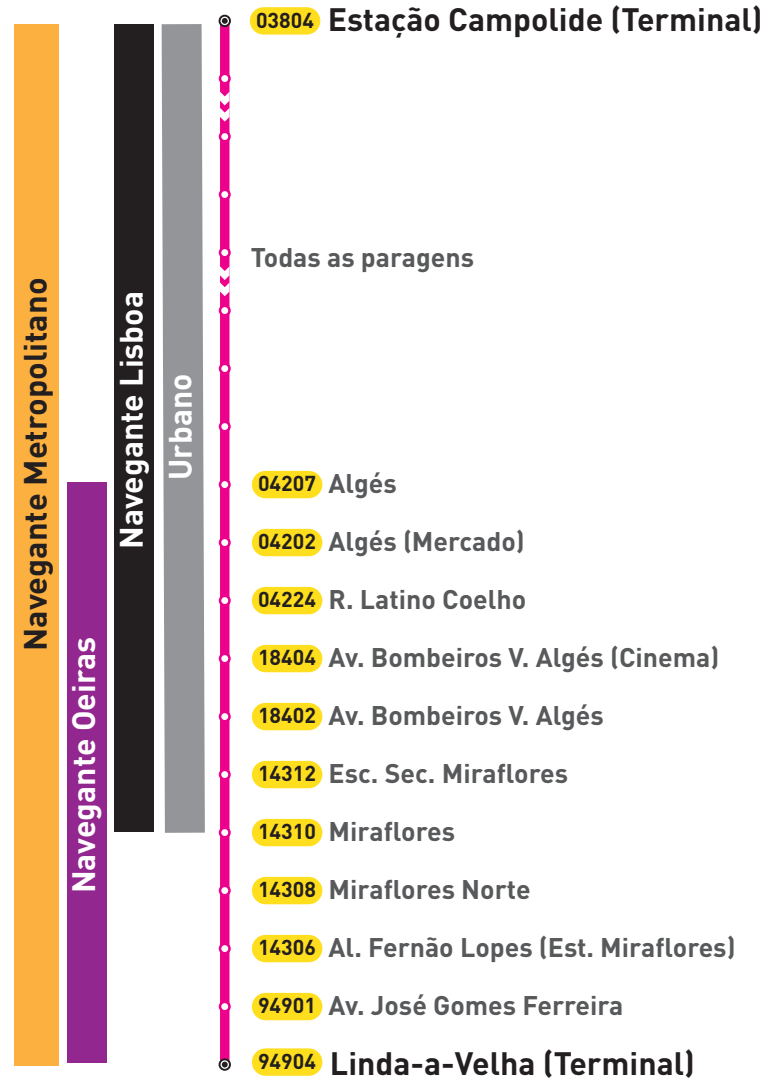 03804 Estação Campolide (Terminal)
Todas as paragens
04207 Algés
04202 Algés (Mercado)
04224 R. Latino Coelho
18404 Av. Bombeiros V. Algés (Cinema)
18402 Av. Bombeiros V. Algés
14312 Esc. Sec. Miraflores
14310 Miraflores
14308 Miraflores Norte
14306 Al. Fernão Lopes (Est. Miraflores)
94901 Av. José Gomes Ferreira
94904 Linda-a-Velha (Terminal)
Navegante Metropolitano
Navegante Oeiras
Navegante Lisboa
Urbano